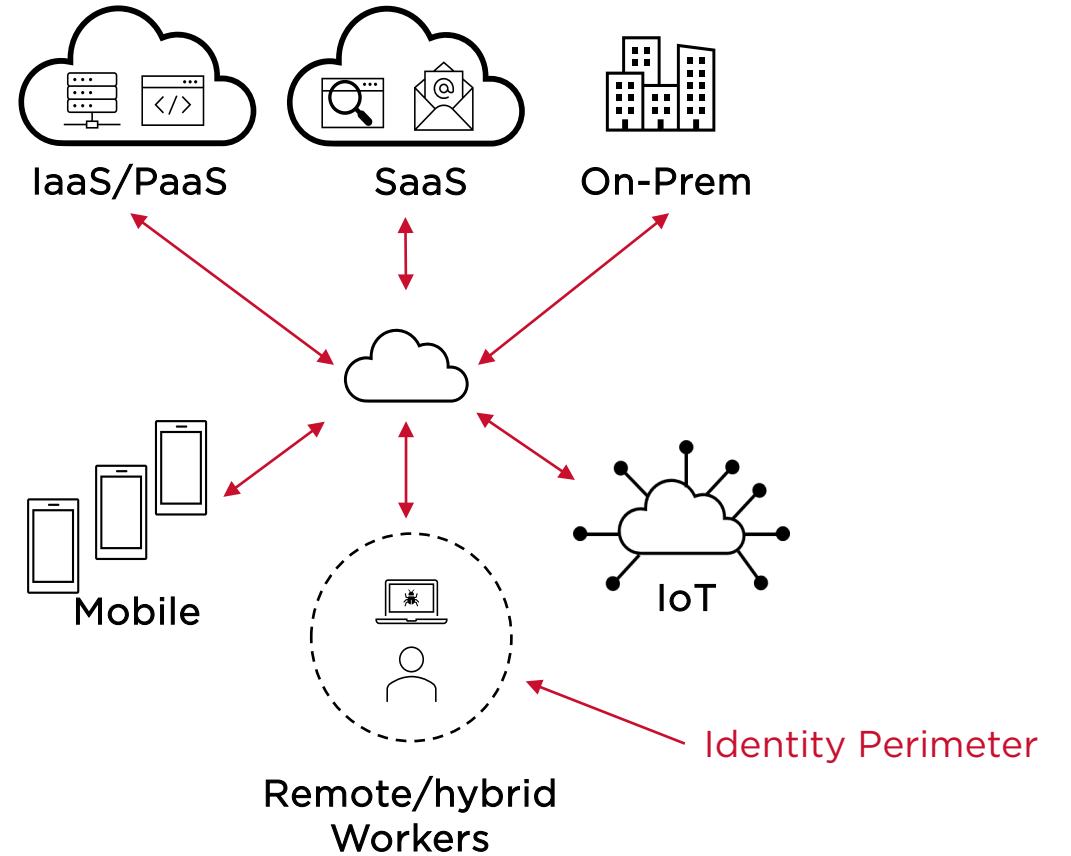 IaaS/PaaS
SaaS
On-Prem
</>
@
Mobile
IoT
Identity Perimeter
Remote/hybrid
Workers